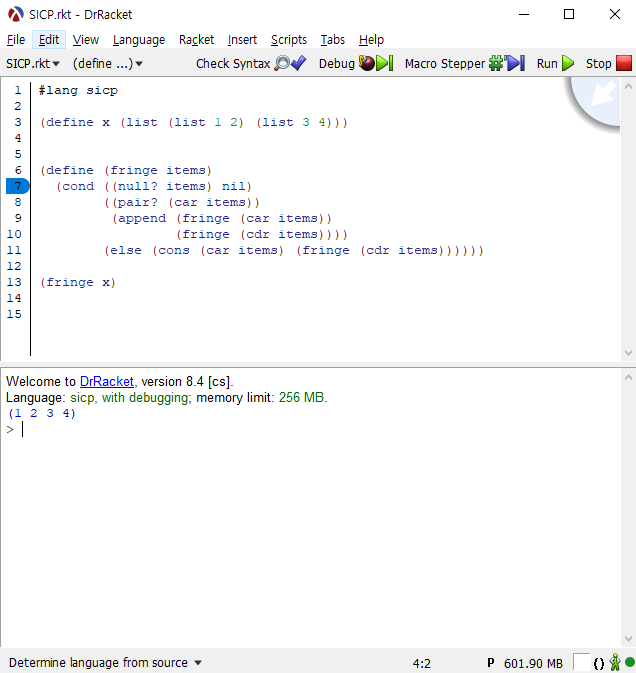 SICP.rkt - DrRacket
File Edit View Language Racket Insert Scripts Tabs Help
SICP.rkt (define ...) Check Syntax Debug Macro Stepper Run Stop
1 #lang sicp
2
3 (define x (list (list 1 2) (list 3 4)))
4
5
6 (define (fringe items)
7 (cond ((null? items) nil)
8 ((pair? (car items))
9 (append (fringe (car items))
10 (fringe (cdr items))))
11 (else (cons (car items) (fringe (cdr items))))))
12
13 (fringe x)
14
15
Welcome to DrRacket, version 8.4 [cs].
Language: sicp, with debugging; memory limit: 256 MB.
(1 2 3 4)
>
Determine language from source 4:2 P 601.90 MB ()